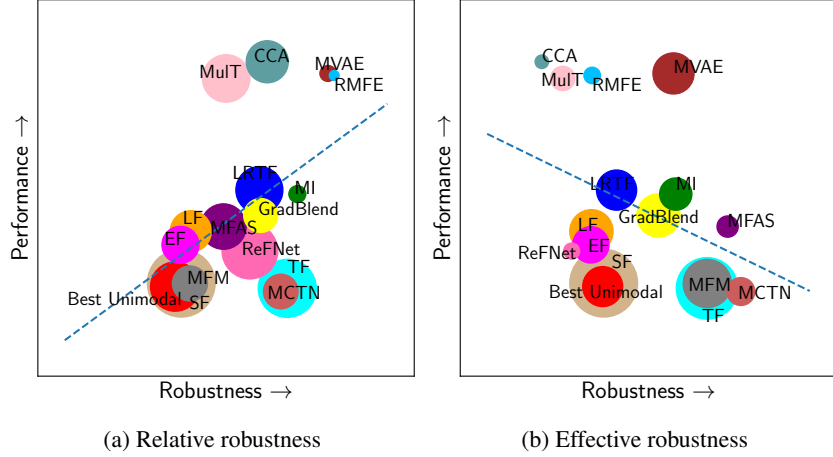 Performance →
CCA
MulT
MVAE
RMFE
LRTF
MI
GradBlend
LF
MFAS
EF
ReFNet
TF
MFM
Best Unimodal
MCTN
SF
Robustness →
(a) Relative robustness
Performance →
CCA
MVAE
MulT
RMFE
LRTF
MI
GradBlend
MFAS
LF
EF
ReFNet
SF
Best Unimodal
MFM
MCTN
TF
Robustness →
(b) Effective robustness